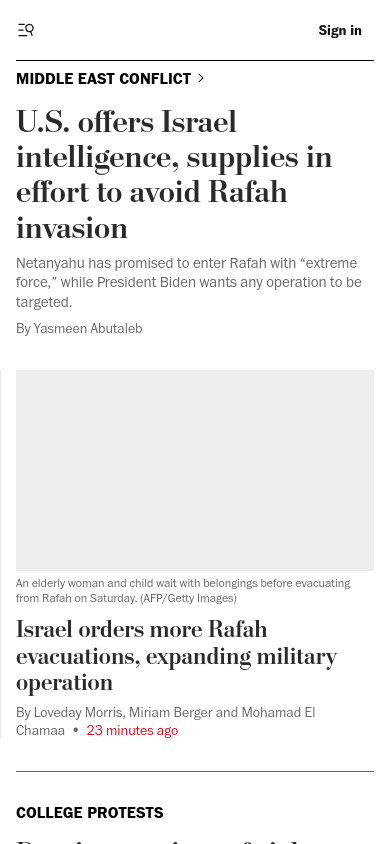 Sign in
MIDDLE EAST CONFLICT
U.S. offers Israel
intelligence, supplies in
effort to avoid Rafah
invasion
Netanyahu has promised to enter Rafah with “extreme
force,” while President Biden wants any operation to be
targeted.
By Yasmeen Abutaleb
An elderly woman and child wait with belongings before evacuating
from Rafah on Saturday. (AFP/Getty Images)
Israel orders more Rafah
evacuations, expanding military
operation
By Loveday Morris, Miriam Berger and Mohamad El
Chamaa • 23 minutes ago
COLLEGE PROTESTS